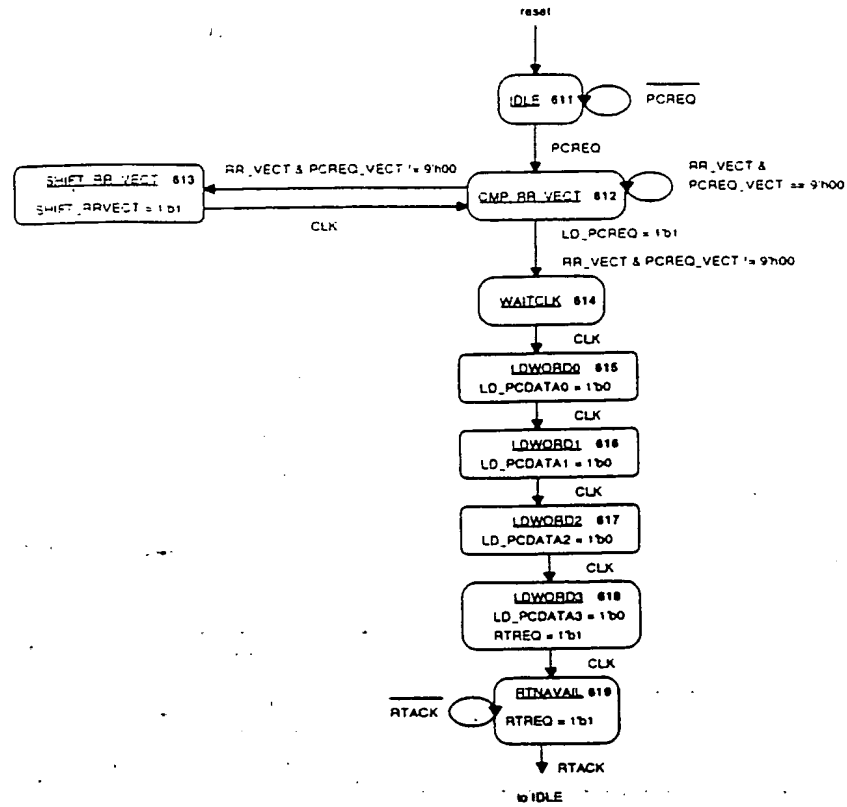 reset
IDLE 611
PCREQ
PCREQ
RR_VECT & PCREQ_VECT != 9'h00
SHIFT_RR_VECT 613
SHIFT_RRVECT = 1'b1
CLK
CMP_RR_VECT 612
RR_VECT &
PCREQ_VECT == 9'h00
LD_PCREQ = 1'b1
RR_VECT & PCREQ_VECT != 9'h00
WAITCLK 614
CLK
LDWORD0 615
LD_PCDATA0 = 1'b0
CLK
LDWORD1 616
LD_PCDATA1 = 1'b0
CLK
LDWORD2 617
LD_PCDATA2 = 1'b0
CLK
LDWORD3 618
LD_PCDATA3 = 1'b0
RTREQ = 1'b1
CLK
RTNAVAIL 619
RTREQ = 1'b1
RTACK
RTACK
to IDLE